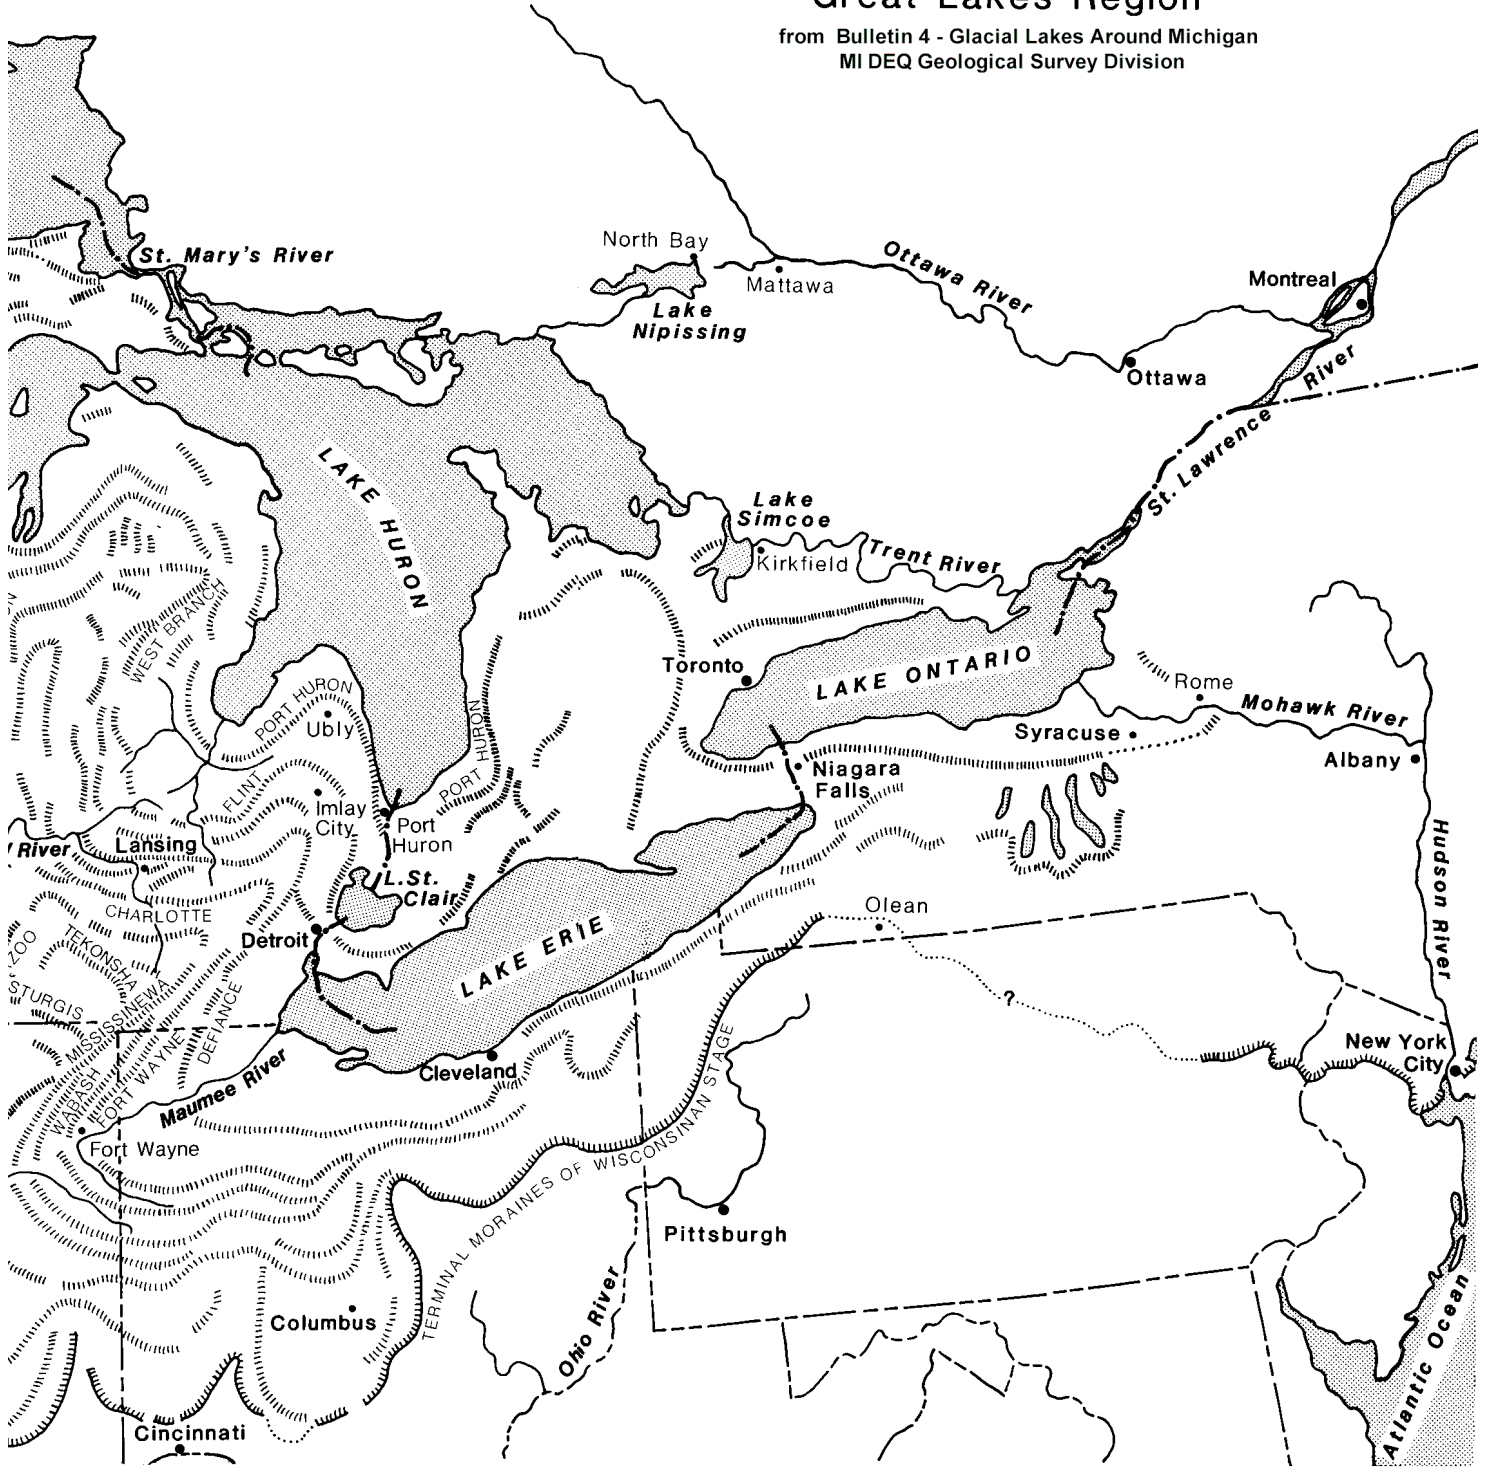 Great Lakes Region
from Bulletin 4 - Glacial Lakes Around Michigan
MI DEQ Geological Survey Division
St. Mary's River
North Bay
Lake
Nipissing
Mattawa
Ottawa River
Montreal
Ottawa
St. Lawrence River
LAKE HURON
Lake
Simcoe
Kirkfield
Trent River
WEST BRANCH
Toronto
LAKE ONTARIO
Rome
Mohawk River
Syracuse
Albany
PORT HURON
Ubly
PORT HURON
Niagara
Falls
FLINT
Imlay
City
Port
Huron
River
Lansing
L.St.
Clair
Hudson River
CHARLOTTE
Olean
Detroit
LAKE ERIE
ZOO
TEKONSHA
STURGIS
MISSISSINEWA
DEFIANCE
?
New York
City
WABASH
FORT WAYNE
Maumee River
Cleveland
Fort Wayne
TERMINAL MORAINES OF WISCONSINAN STAGE
Pittsburgh
Ohio River
Columbus
Atlantic Ocean
Cincinnati